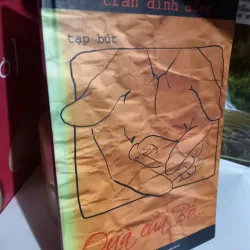 trần đình
tạp bút
Quà của Bố...